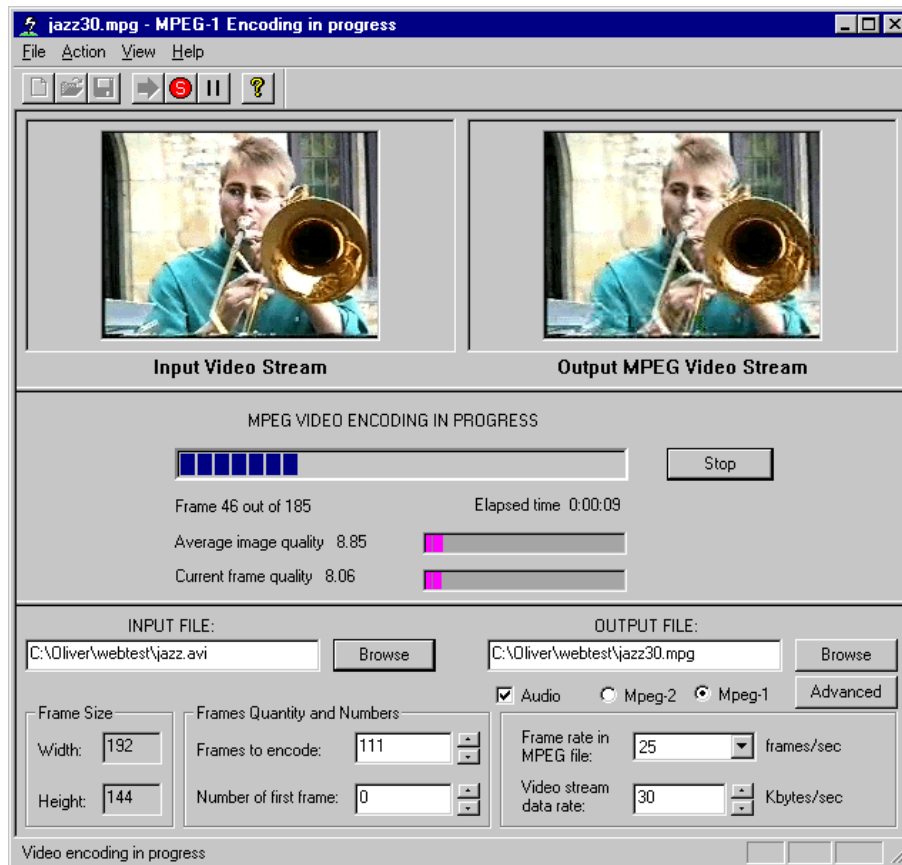 jazz30.mpg - MPEG-1 Encoding in progress
File Action View Help
S
?
Input Video Stream
Output MPEG Video Stream
MPEG VIDEO ENCODING IN PROGRESS
Stop
Frame 46 out of 185
Elapsed time 0:00:09
Average image quality 8.85
Current frame quality 8.06
INPUT FILE:
OUTPUT FILE:
C:\Oliver\webtest\jazz.avi
Browse
C:\Oliver\webtest\jazz30.mpg
Browse
Audio
Mpeg-2
Mpeg-1
Advanced
Frame Size
Width: 192
Height: 144
Frames Quantity and Numbers
Frames to encode: 111
Number of first frame: 0
Frame rate in
MPEG file:
25
frames/sec
Video stream
data rate:
30
Kbytes/sec
Video encoding in progress